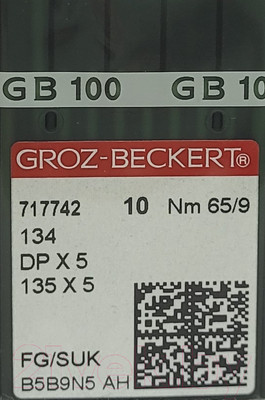 GB 100 GB 10
GROZ-BECKERT®
717742 10 Nm 65/9
134
DP X 5
135 X 5
FG/SUK
B5B9N5 AH